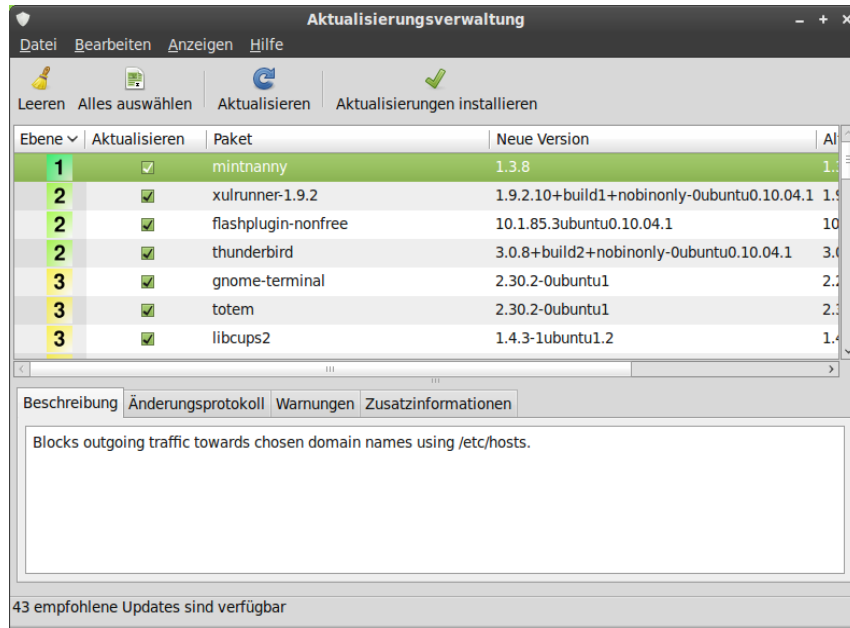 Aktualisierungsverwaltung
Datei Bearbeiten Anzeigen Hilfe
Leeren Alles auswählen Aktualisieren Aktualisierungen installieren
Ebene Aktualisieren Paket Neue Version
1 mintnanny 1.3.8
2 xulrunner-1.9.2 1.9.2.10+build1+nobinonly-0ubuntu0.10.04.1
2 flashplugin-nonfree 10.1.85.3ubuntu0.10.04.1
2 thunderbird 3.0.8+build2+nobinonly-0ubuntu0.10.04.1
3 gnome-terminal 2.30.2-0ubuntu1
3 totem 2.30.2-0ubuntu1
3 libcups2 1.4.3-1ubuntu1.2
Beschreibung Änderungsprotokoll Warnungen Zusatzinformationen
Blocks outgoing traffic towards chosen domain names using /etc/hosts.
43 empfohlene Updates sind verfügbar